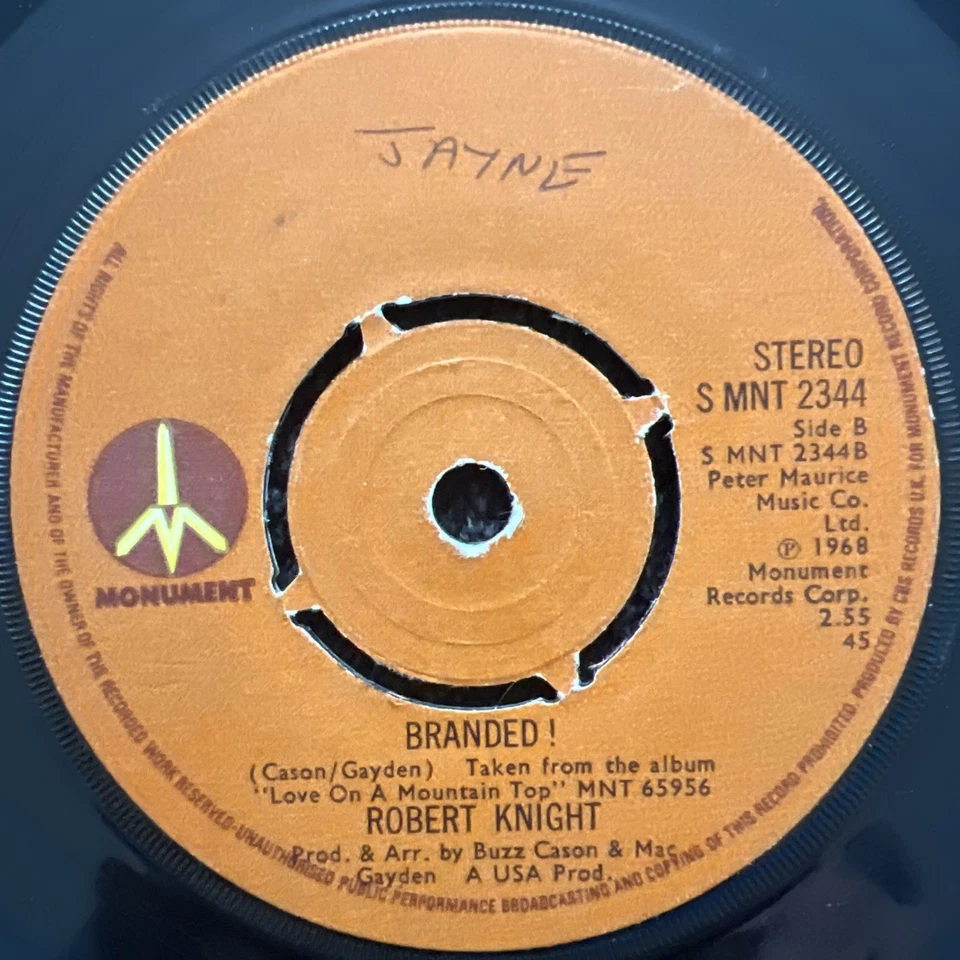 JAYNE
STEREO
S MNT 2344
Side B
S MNT 2344B
Peter Maurice
Music Co.
Ltd.
℗ 1968
Monument
Records Corp.
2.55
45
MONUMENT
BRANDED !
(Cason/Gayden) Taken from the album
"Love On A Mountain Top" MNT 65956
ROBERT KNIGHT
Prod. & Arr. by Buzz Cason & Mac
Gayden A USA Prod.
ALL RIGHTS OF THE MANUFACTURER AND OF THE OWNER OF THE RECORDED WORK RESERVED-UNAUTHORISED PUBLIC PERFORMANCE BROADCASTING AND COPYING OF THIS RECORD PROHIBITED. PRODUCED BY CBS RECORDS U.K. FOR MONUMENT RECORD CORPORATION.